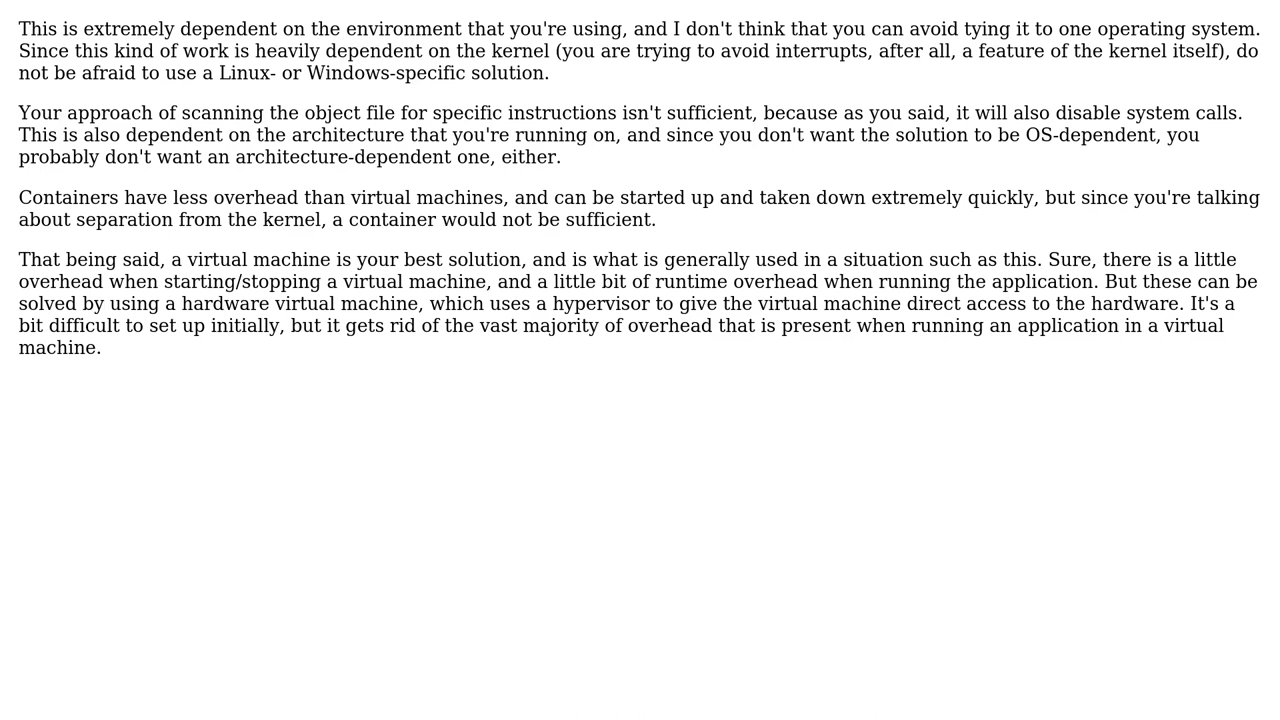 This is extremely dependent on the environment that you're using, and I don't think that you can avoid tying it to one operating system.
Since this kind of work is heavily dependent on the kernel (you are trying to avoid interrupts, after all, a feature of the kernel itself), do
not be afraid to use a Linux- or Windows-specific solution.
Your approach of scanning the object file for specific instructions isn't sufficient, because as you said, it will also disable system calls.
This is also dependent on the architecture that you're running on, and since you don't want the solution to be OS-dependent, you
probably don't want an architecture-dependent one, either.
Containers have less overhead than virtual machines, and can be started up and taken down extremely quickly, but since you're talking
about separation from the kernel, a container would not be sufficient.
That being said, a virtual machine is your best solution, and is what is generally used in a situation such as this. Sure, there is a little
overhead when starting/stopping a virtual machine, and a little bit of runtime overhead when running the application. But these can be
solved by using a hardware virtual machine, which uses a hypervisor to give the virtual machine direct access to the hardware. It's a
bit difficult to set up initially, but it gets rid of the vast majority of overhead that is present when running an application in a virtual
machine.